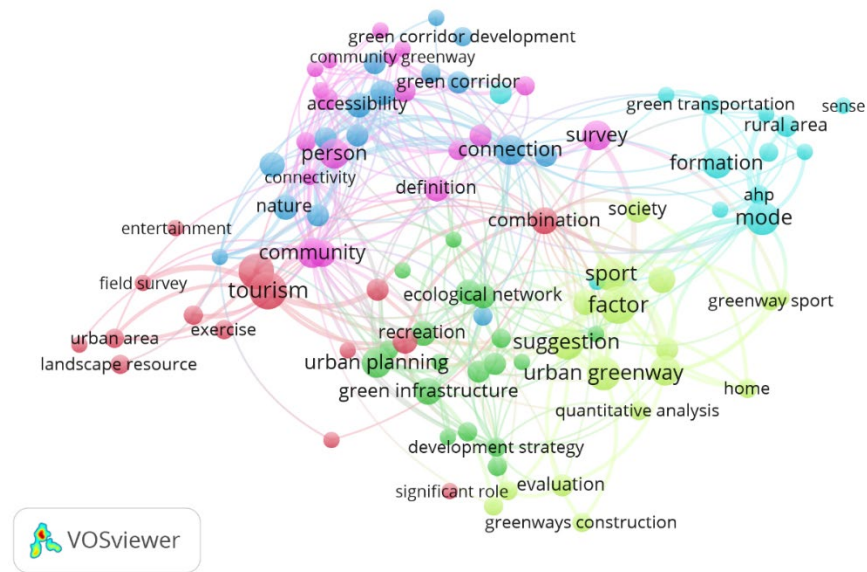 green corridor development
community greenway
green corridor
accessibility
green transportation
sense
rural area
person
connection
survey
formation
connectivity
definition
ahp
nature
society
mode
combination
entertainment
community
sport
field survey
tourism
ecological network
factor
greenway sport
exercise
recreation
urban area
suggestion
landscape resource
urban planning
urban greenway
green infrastructure
home
quantitative analysis
development strategy
significant role
evaluation
greenways construction
VOSviewer